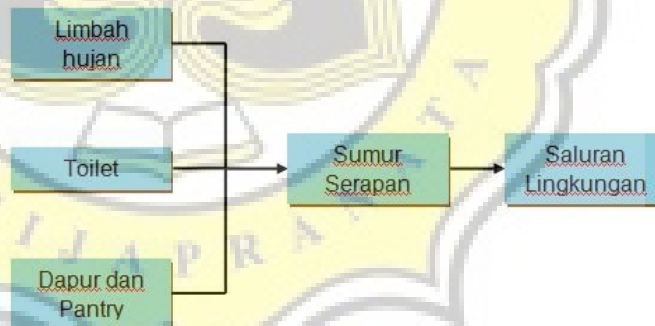 Limbah
hujan
Toilet
Sumur
Serapan
Saluran
Lingkungan
Dapur dan
Pantry